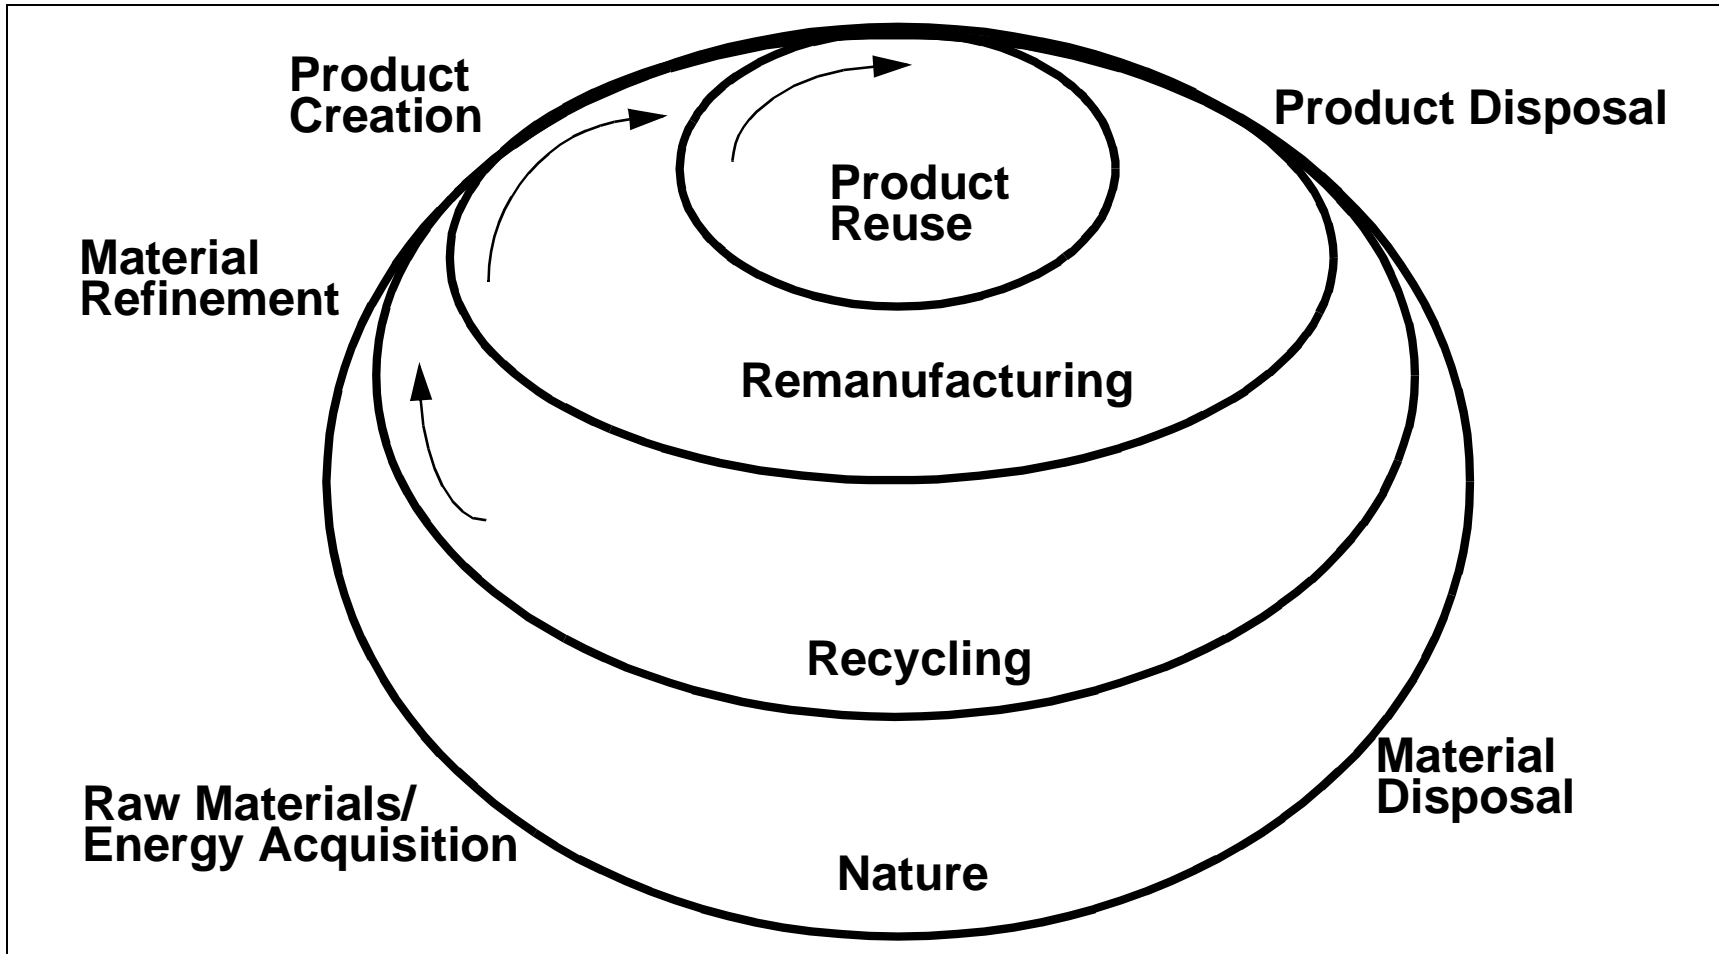 Product
Creation
Product Disposal
Product
Reuse
Material
Refinement
Remanufacturing
Recycling
Material
Disposal
Raw Materials/
Energy Acquisition
Nature